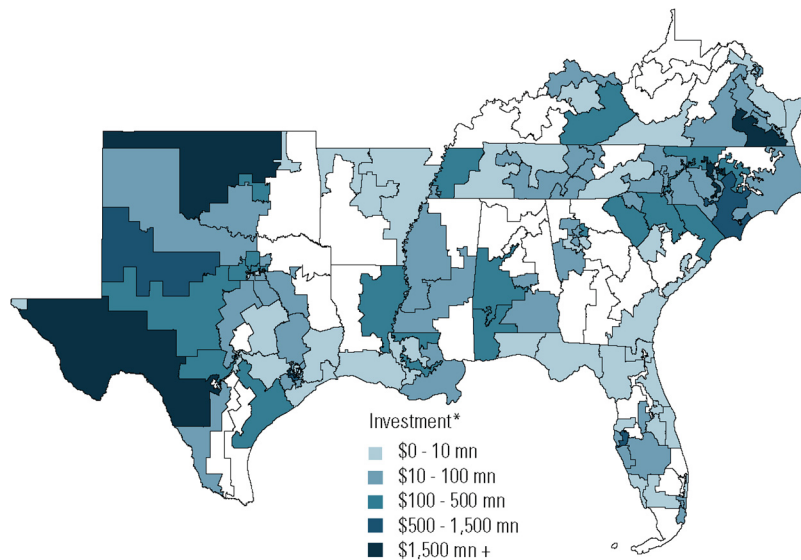 Investment*
$0 - 10 mn
$10 - 100 mn
$100 - 500 mn
$500 - 1,500 mn
$1,500 mn +